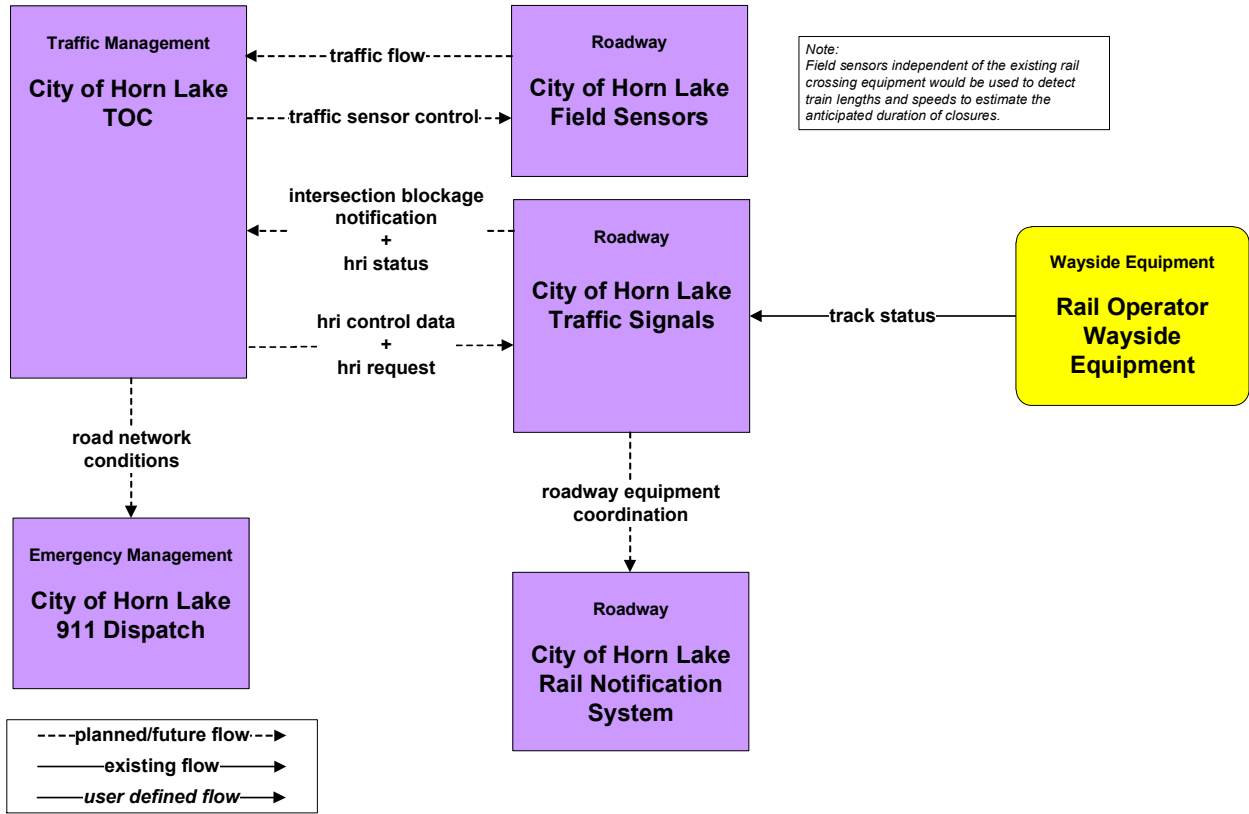 Traffic Management
City of Horn Lake
TOC
traffic flow
traffic sensor control
Roadway
City of Horn Lake
Field Sensors
Note:
Field sensors independent of the existing rail
crossing equipment would be used to detect
train lengths and speeds to estimate the
anticipated duration of closures.
intersection blockage
notification
+
hri status
hri control data
+
hri request
Roadway
City of Horn Lake
Traffic Signals
track status
Wayside Equipment
Rail Operator
Wayside
Equipment
road network
conditions
roadway equipment
coordination
Emergency Management
City of Horn Lake
911 Dispatch
Roadway
City of Horn Lake
Rail Notification
System
planned/future flow
existing flow
user defined flow